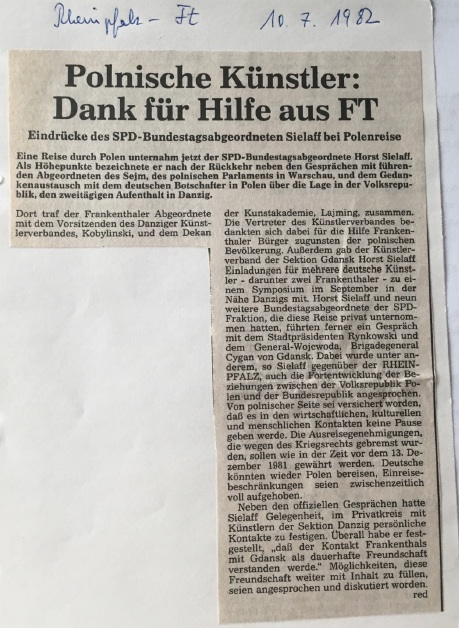 Rheinpfalz - Ft 10. 7. 1982
Polnische Künstler:
Dank für Hilfe aus FT
Eindrücke des SPD-Bundestagsabgeordneten Sielaff bei Polenreise
Eine Reise durch Polen unternahm jetzt der SPD-Bundestagsabgeordnete Horst Sielaff.
Als Höhepunkte bezeichnete er nach der Rückkehr neben den Gesprächen mit führen-
den Abgeordneten des Sejm, des polnischen Parlaments in Warschau, und dem Gedan-
kenaustausch mit dem deutschen Botschafter in Polen über die Lage in der Volksrepu-
blik, den zweitägigen Aufenthalt in Danzig.
Dort traf der Frankenthaler Abgeordnete
mit dem Vorsitzenden des Danziger Künst-
lerverbandes, Kobylinski, und dem Dekan
der Kunstakademie, Lajming, zusammen.
Die Vertreter des Künstlerverbandes be-
dankten sich dabei für die Hilfe Franken-
thaler Bürger zugunsten der polnischen
Bevölkerung. Außerdem gab der Künstler-
verband der Sektion Gdansk Horst Sielaff
Einladungen für mehrere deutsche Künst-
ler - darunter zwei Frankenthaler - zu ei-
nem Symposium im September in der
Nähe Danzigs mit. Horst Sielaff und neun
weitere Bundestagsabgeordnete der SPD-
Fraktion, die diese Reise privat unternom-
men hatten, führten ferner ein Gespräch
mit dem Stadtpräsidenten Rynkowski und
dem General-Wojewoda, Brigadegeneral
Cygan von Gdansk. Dabei wurde unter an-
derem, so Sielaff gegenüber der RHEIN-
PFALZ, auch die Fortentwicklung der Be-
ziehungen zwischen der Volksrepublik Po-
len und der Bundesrepublik angesprochen.
Von polnischer Seite sei versichert worden,
daß es in den wirtschaftlichen, kulturellen
und menschlichen Kontakten keine Pause
geben werde. Die Ausreisegenehmigungen,
die wegen des Kriegsrechts gebremst wur-
den, sollen wie in der Zeit vor dem 13. De-
zember 1981 gewährt werden. Deutsche
könnten wieder Polen bereisen, Einreise-
beschränkungen seien zwischenzeitlich
voll aufgehoben.
Neben den offiziellen Gesprächen hatte
Sielaff Gelegenheit, im Privatkreis mit
Künstlern der Sektion Danzig persönliche
Kontakte zu festigen. Überall habe er fest-
gestellt, „daß der Kontakt Frankenthals
mit Gdansk als dauerhafte Freundschaft
verstanden werde." Möglichkeiten, diese
Freundschaft weiter mit Inhalt zu füllen,
seien angesprochen und diskutiert worden.
red